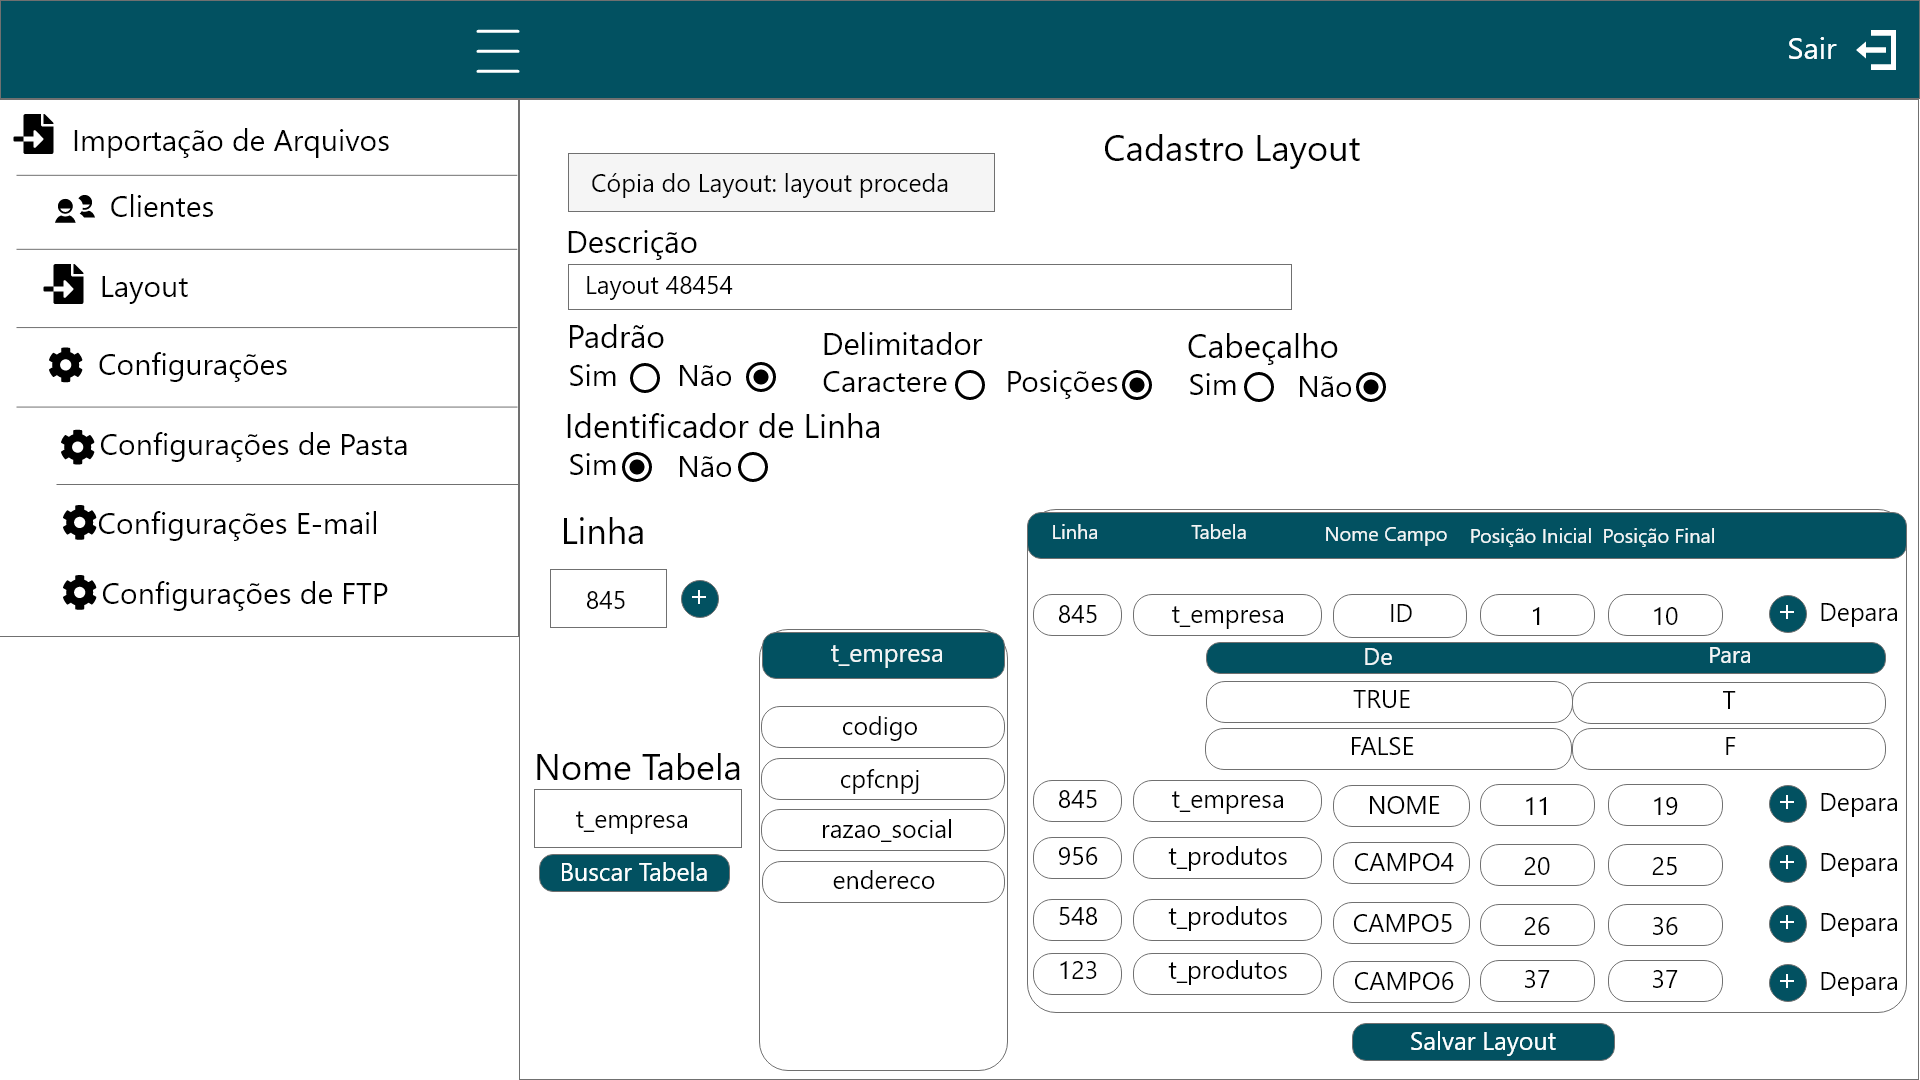 Sair
Importação de Arquivos
Clientes
Layout
Configurações
Configurações de Pasta
Configurações E-mail
Configurações de FTP
Cadastro Layout
Cópia do Layout: layout proceda
Descrição
Layout 48454
Padrão
Sim Não
Delimitador
Caractere Posições
Cabeçalho
Sim Não
Identificador de Linha
Sim Não
Linha
845 +
Nome Tabela
t_empresa
Buscar Tabela
t_empresa
codigo
cpfcnpj
razao_social
endereco
Linha Tabela Nome Campo Posição Inicial Posição Final
845 t_empresa ID 1 10 + Depara
De Para
TRUE T
FALSE F
845 t_empresa NOME 11 19 + Depara
956 t_produtos CAMPO4 20 25 + Depara
548 t_produtos CAMPO5 26 36 + Depara
123 t_produtos CAMPO6 37 37 + Depara
Salvar Layout